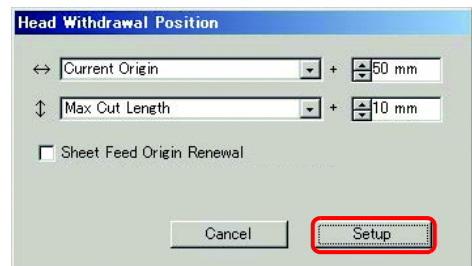 Head Withdrawal Position
↔ Current Origin + 50 mm
↕ Max Cut Length + 10 mm
Sheet Feed Origin Renewal
Cancel Setup